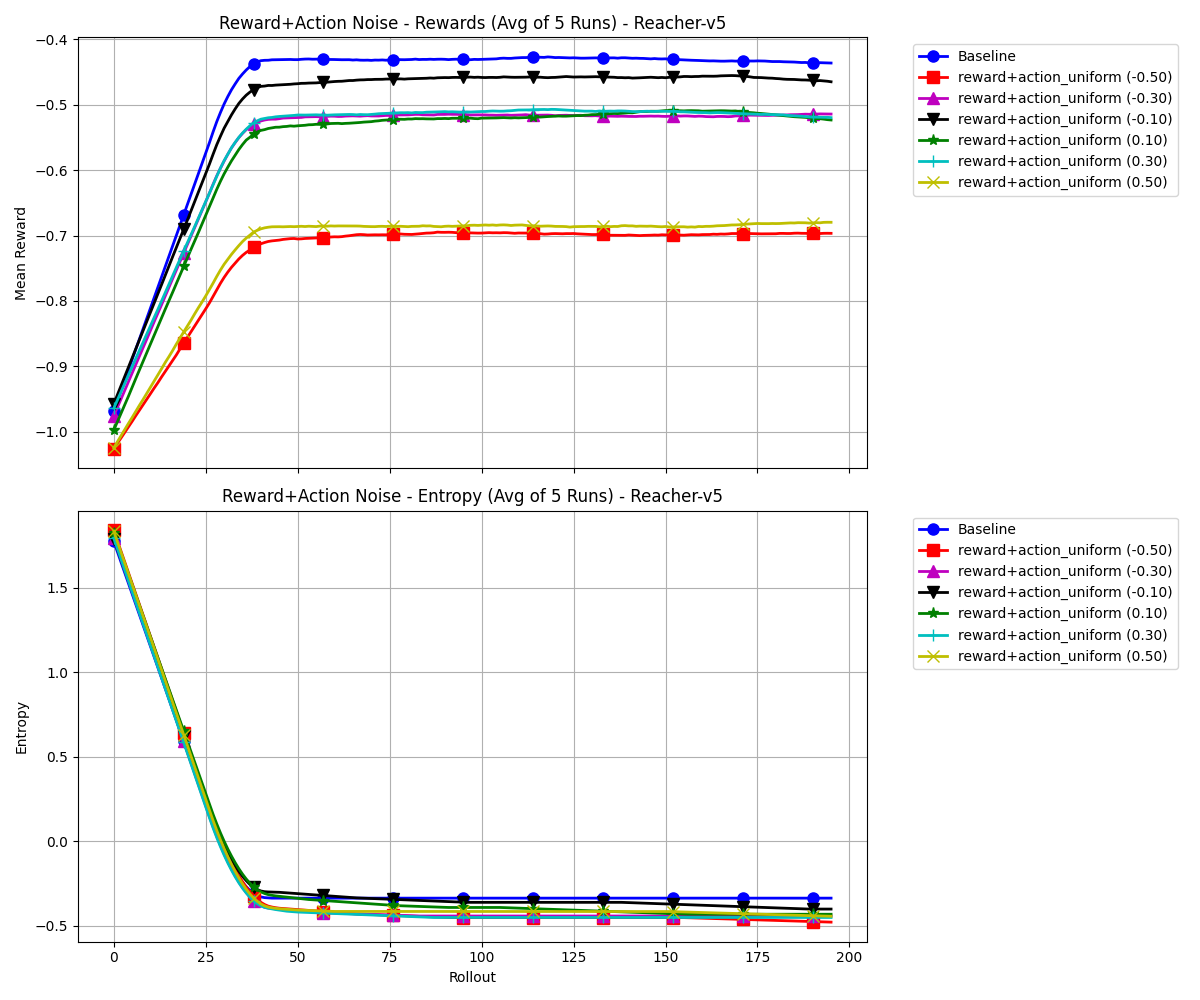 Reward+Action Noise - Rewards (Avg of 5 Runs) - Reacher-v5
−0.4
−0.5
−0.6
−0.7
−0.8
−0.9
−1.0
Mean Reward
Baseline
reward+action_uniform (-0.50)
reward+action_uniform (-0.30)
reward+action_uniform (-0.10)
reward+action_uniform (0.10)
reward+action_uniform (0.30)
reward+action_uniform (0.50)
Reward+Action Noise - Entropy (Avg of 5 Runs) - Reacher-v5
1.5
1.0
0.5
0.0
−0.5
Entropy
0 25 50 75 100 125 150 175 200
Rollout
Baseline
reward+action_uniform (-0.50)
reward+action_uniform (-0.30)
reward+action_uniform (-0.10)
reward+action_uniform (0.10)
reward+action_uniform (0.30)
reward+action_uniform (0.50)